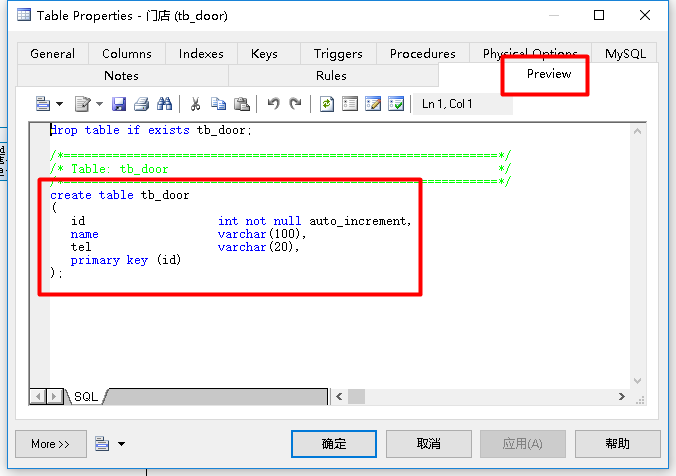 Table Properties - 门店 (tb_door)
General Columns Indexes Keys Triggers Procedures Physical Options MySQL
Notes Rules Preview
Ln 1, Col 1
drop table if exists tb_door;
/*==============================================================*/
/* Table: tb_door */
/*==============================================================*/
create table tb_door
(
id int not null auto_increment,
name varchar(100),
tel varchar(20),
primary key (id)
);
SQL
More >> 确定 取消 应用(A) 帮助